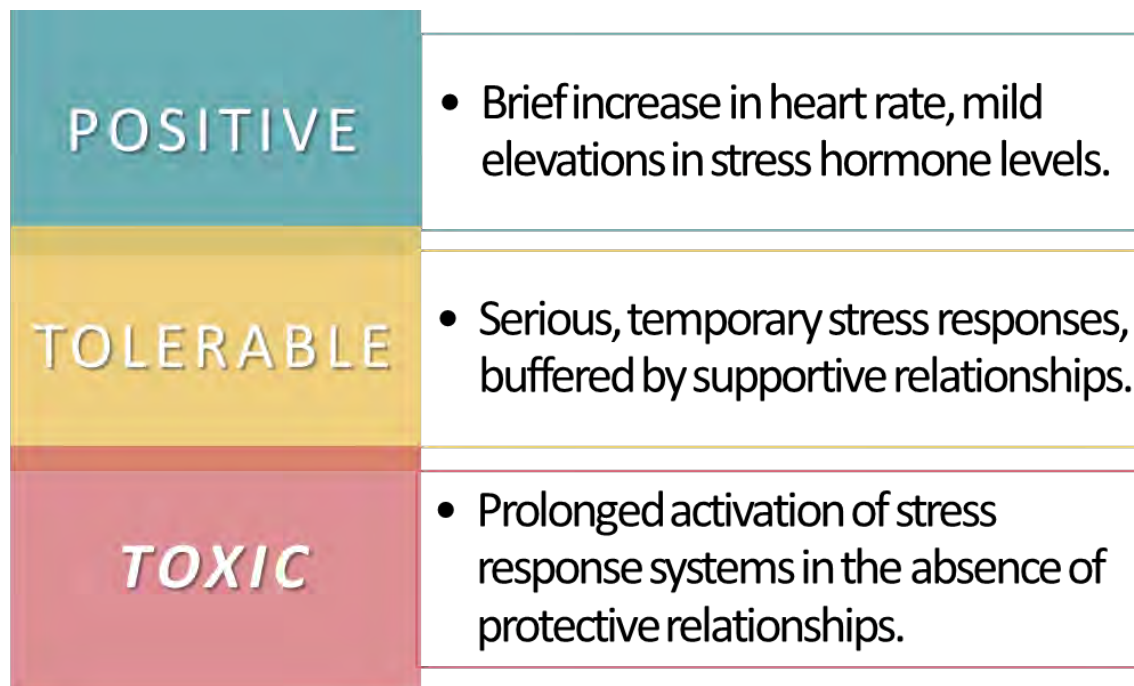 POSITIVE
• Brief increase in heart rate, mild
elevations in stress hormone levels.
TOLERABLE
• Serious, temporary stress responses,
buffered by supportive relationships.
TOXIC
• Prolonged activation of stress
response systems in the absence of
protective relationships.